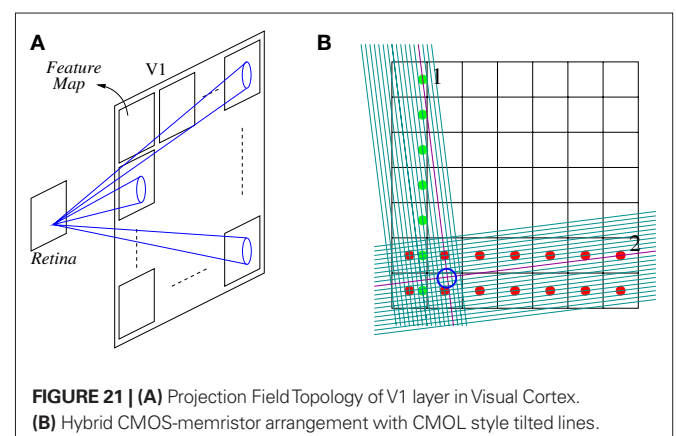 A
B
V1
Feature
Map
1
2
Retina
FIGURE 21 | (A) Projection Field Topology of V1 layer in Visual Cortex.
(B) Hybrid CMOS-memristor arrangement with CMOL style tilted lines.